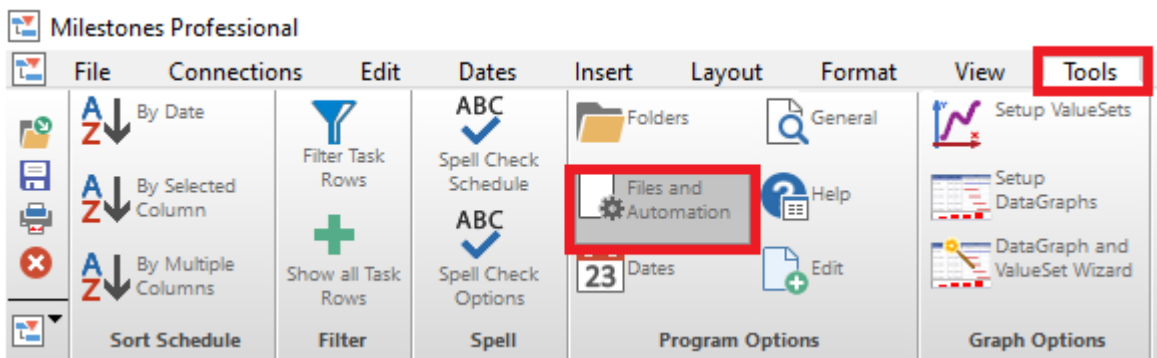 Milestones Professional
File Connections Edit Dates Insert Layout Format View Tools
A
Z
By Date
A
Z
By Selected
Column
A
Z
By Multiple
Columns
Sort Schedule
Filter Task
Rows
Show all Task
Rows
Filter
ABC
Spell Check
Schedule
ABC
Spell Check
Options
Spell
Folders
Files and
Automation
23
Dates
General
Help
Edit
Program Options
Setup ValueSets
Setup
DataGraphs
DataGraph and
ValueSet Wizard
Graph Options